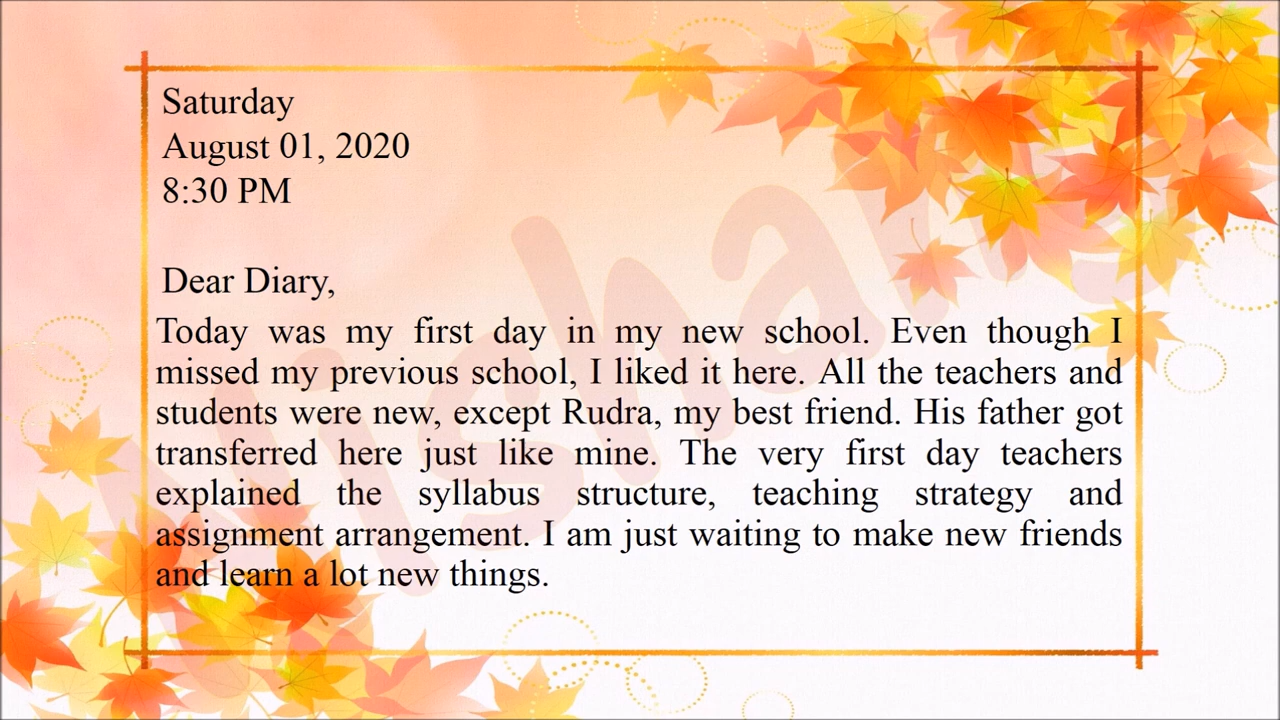 Saturday
August 01, 2020
8:30 PM
Dear Diary,
Today was my first day in my new school. Even though I
missed my previous school, I liked it here. All the teachers and
students were new, except Rudra, my best friend. His father got
transferred here just like mine. The very first day teachers
explained the syllabus structure, teaching strategy and
assignment arrangement. I am just waiting to make new friends
and learn a lot new things.